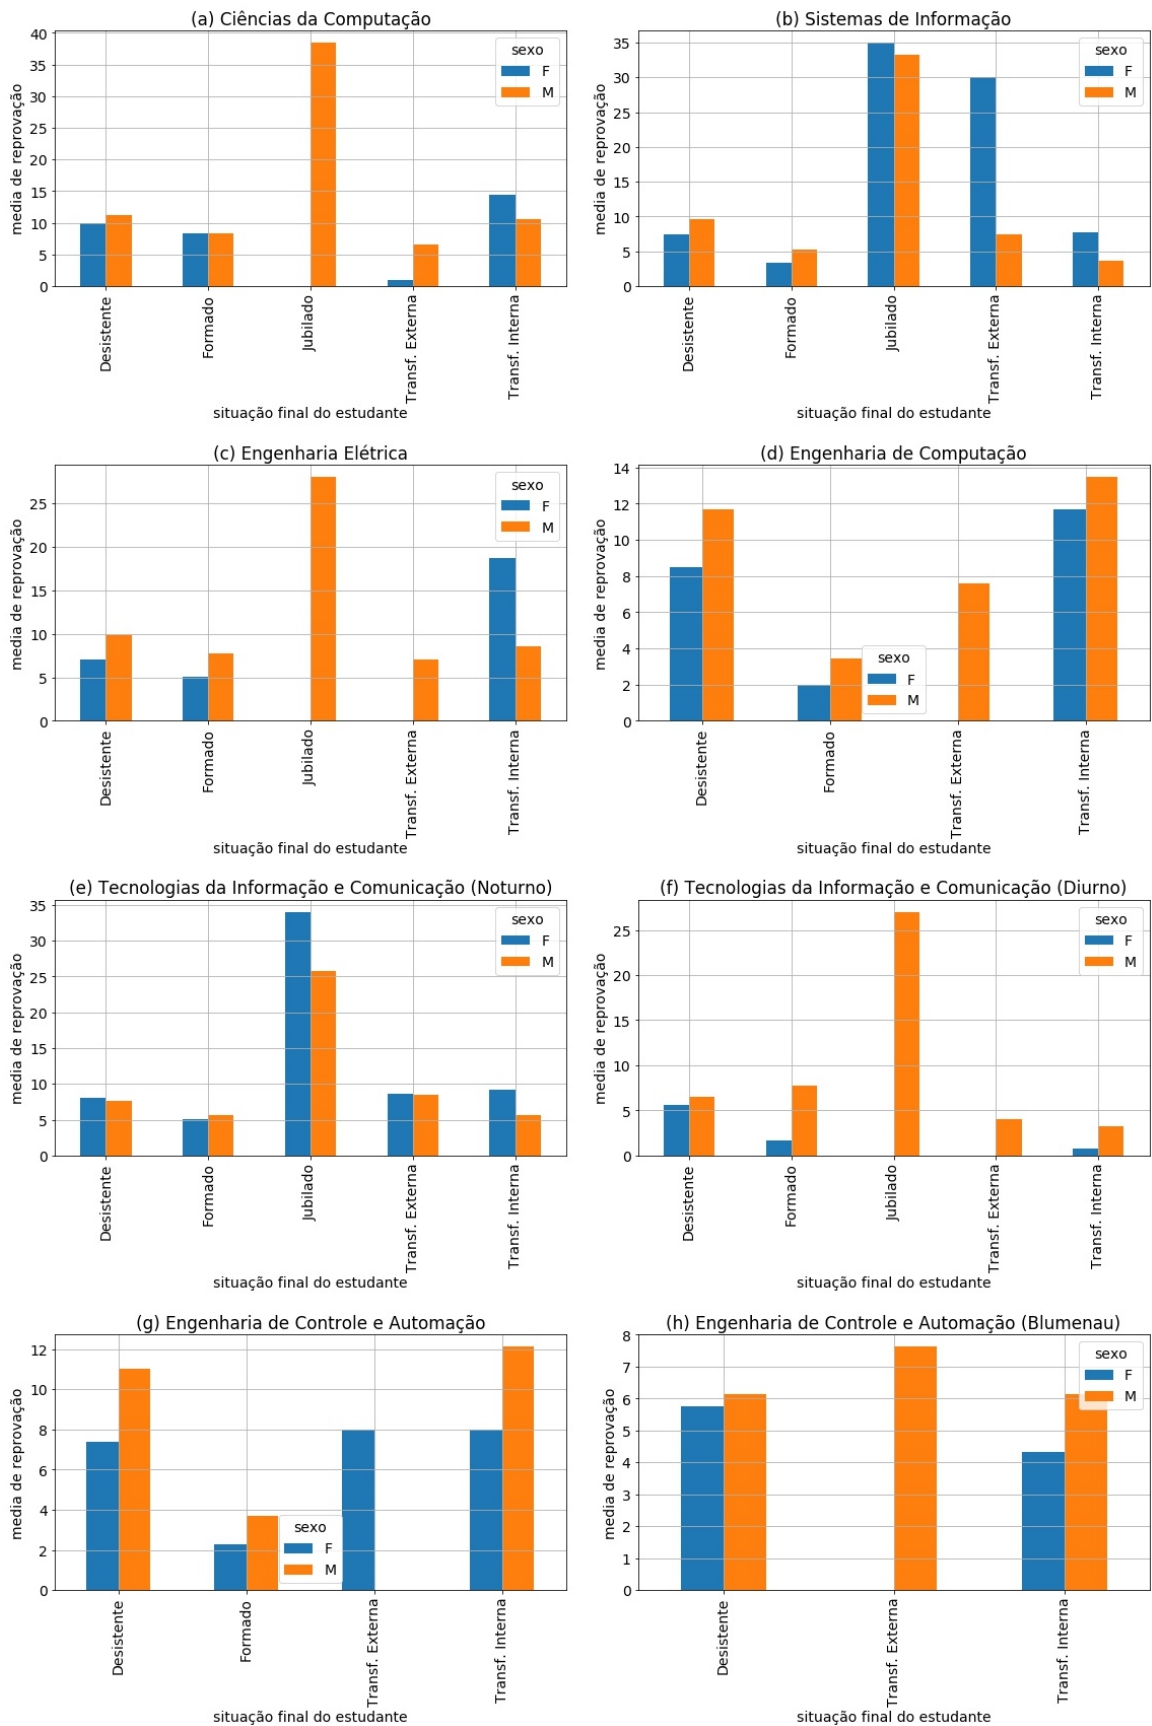 (a) Ciências da Computação
media de reprovação
40
35
30
25
20
15
10
5
0
sexo
F
M
Desistente
Formado
Jubilado
Transf. Externa
Transf. Interna
situação final do estudante
(b) Sistemas de Informação
media de reprovação
35
30
25
20
15
10
5
0
sexo
F
M
Desistente
Formado
Jubilado
Transf. Externa
Transf. Interna
situação final do estudante
(c) Engenharia Elétrica
media de reprovação
25
20
15
10
5
0
sexo
F
M
Desistente
Formado
Jubilado
Transf. Externa
Transf. Interna
situação final do estudante
(d) Engenharia de Computação
media de reprovação
14
12
10
8
6
4
2
0
sexo
F
M
Desistente
Formado
Transf. Externa
Transf. Interna
situação final do estudante
(e) Tecnologias da Informação e Comunicação (Noturno)
media de reprovação
35
30
25
20
15
10
5
0
sexo
F
M
Desistente
Formado
Jubilado
Transf. Externa
Transf. Interna
situação final do estudante
(f) Tecnologias da Informação e Comunicação (Diurno)
media de reprovação
25
20
15
10
5
0
sexo
F
M
Desistente
Formado
Jubilado
Transf. Externa
Transf. Interna
situação final do estudante
(g) Engenharia de Controle e Automação
media de reprovação
12
10
8
6
4
2
0
sexo
F
M
Desistente
Formado
Transf. Externa
Transf. Interna
situação final do estudante
(h) Engenharia de Controle e Automação (Blumenau)
media de reprovação
8
7
6
5
4
3
2
1
0
sexo
F
M
Desistente
Transf. Externa
Transf. Interna
situação final do estudante